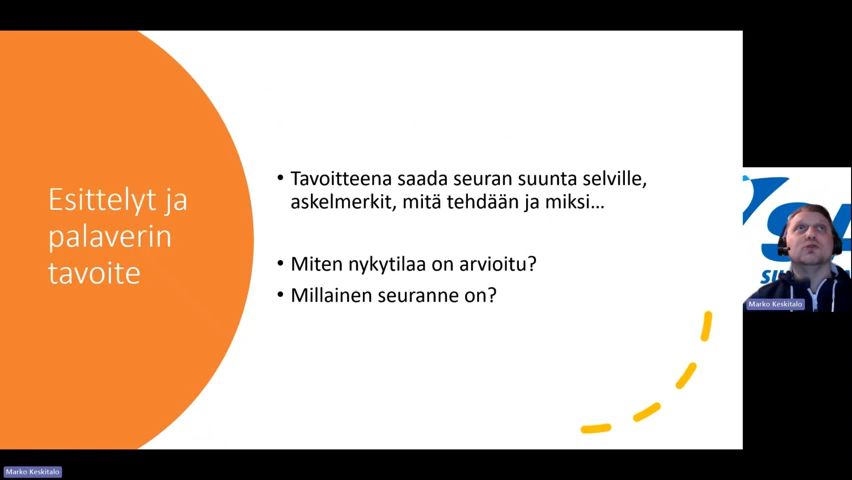 Esittelyt ja
palaverin
tavoite
• Tavoitteena saada seuran suunta selville,
askelmerkit, mitä tehdään ja miksi…
• Miten nykytilaa on arvioitu?
• Millainen seuranne on?
Marko Keskitalo
Marko Keskitalo